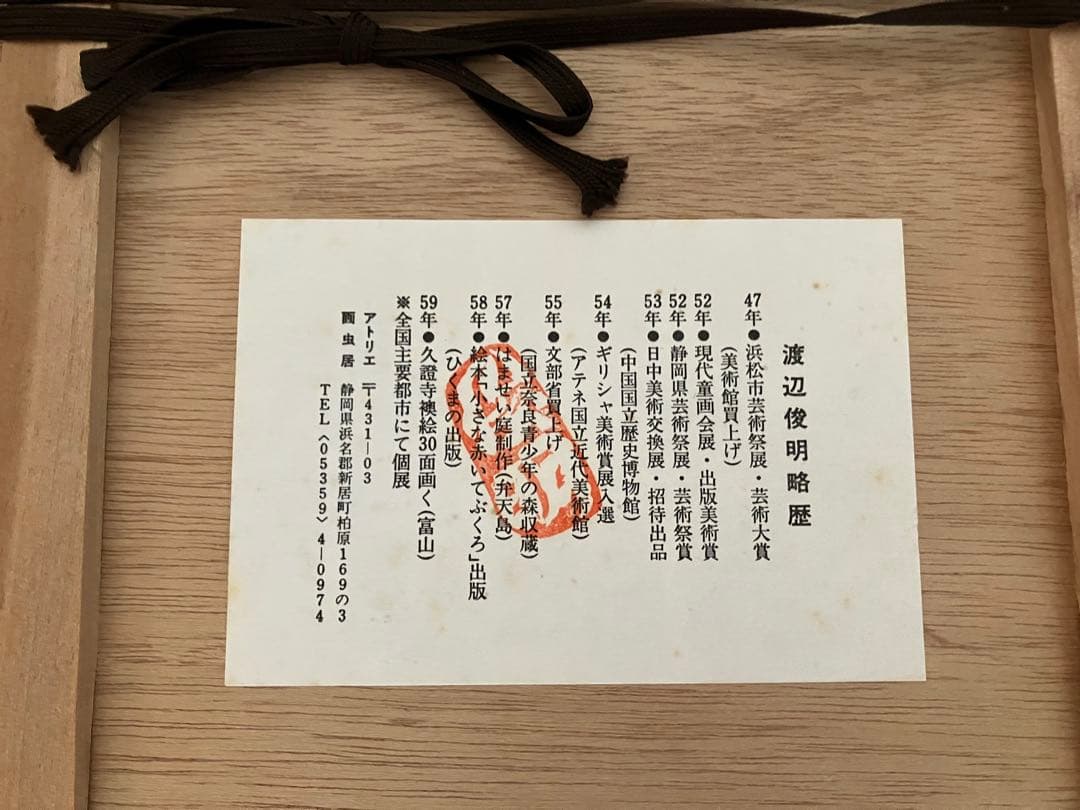 渡辺俊明略歴
47年●浜松市芸術祭展・芸術大賞
(美術館買上げ)
52年●現代童画会展・出版美術賞
52年●静岡県芸術祭展・芸術祭賞
53年●日中美術交換展・招待出品
(中国国立歴史博物館)
54年●ギリシャ美術賞展入選
(アテネ国立近代美術館)
55年●文部省買上げ
(国立奈良青少年の森収蔵)
57年●はませい庭制作(弁天島)
58年●絵本「小さな赤いてぶくろ」出版
(ひくまの出版)
59年●久證寺襖絵30面画く(富山)
※全国主要都市にて個展
アトリエ 〒431―03
圓虫居 静岡県浜名郡新居町柏原169の3
TEL〈05359〉4―0974